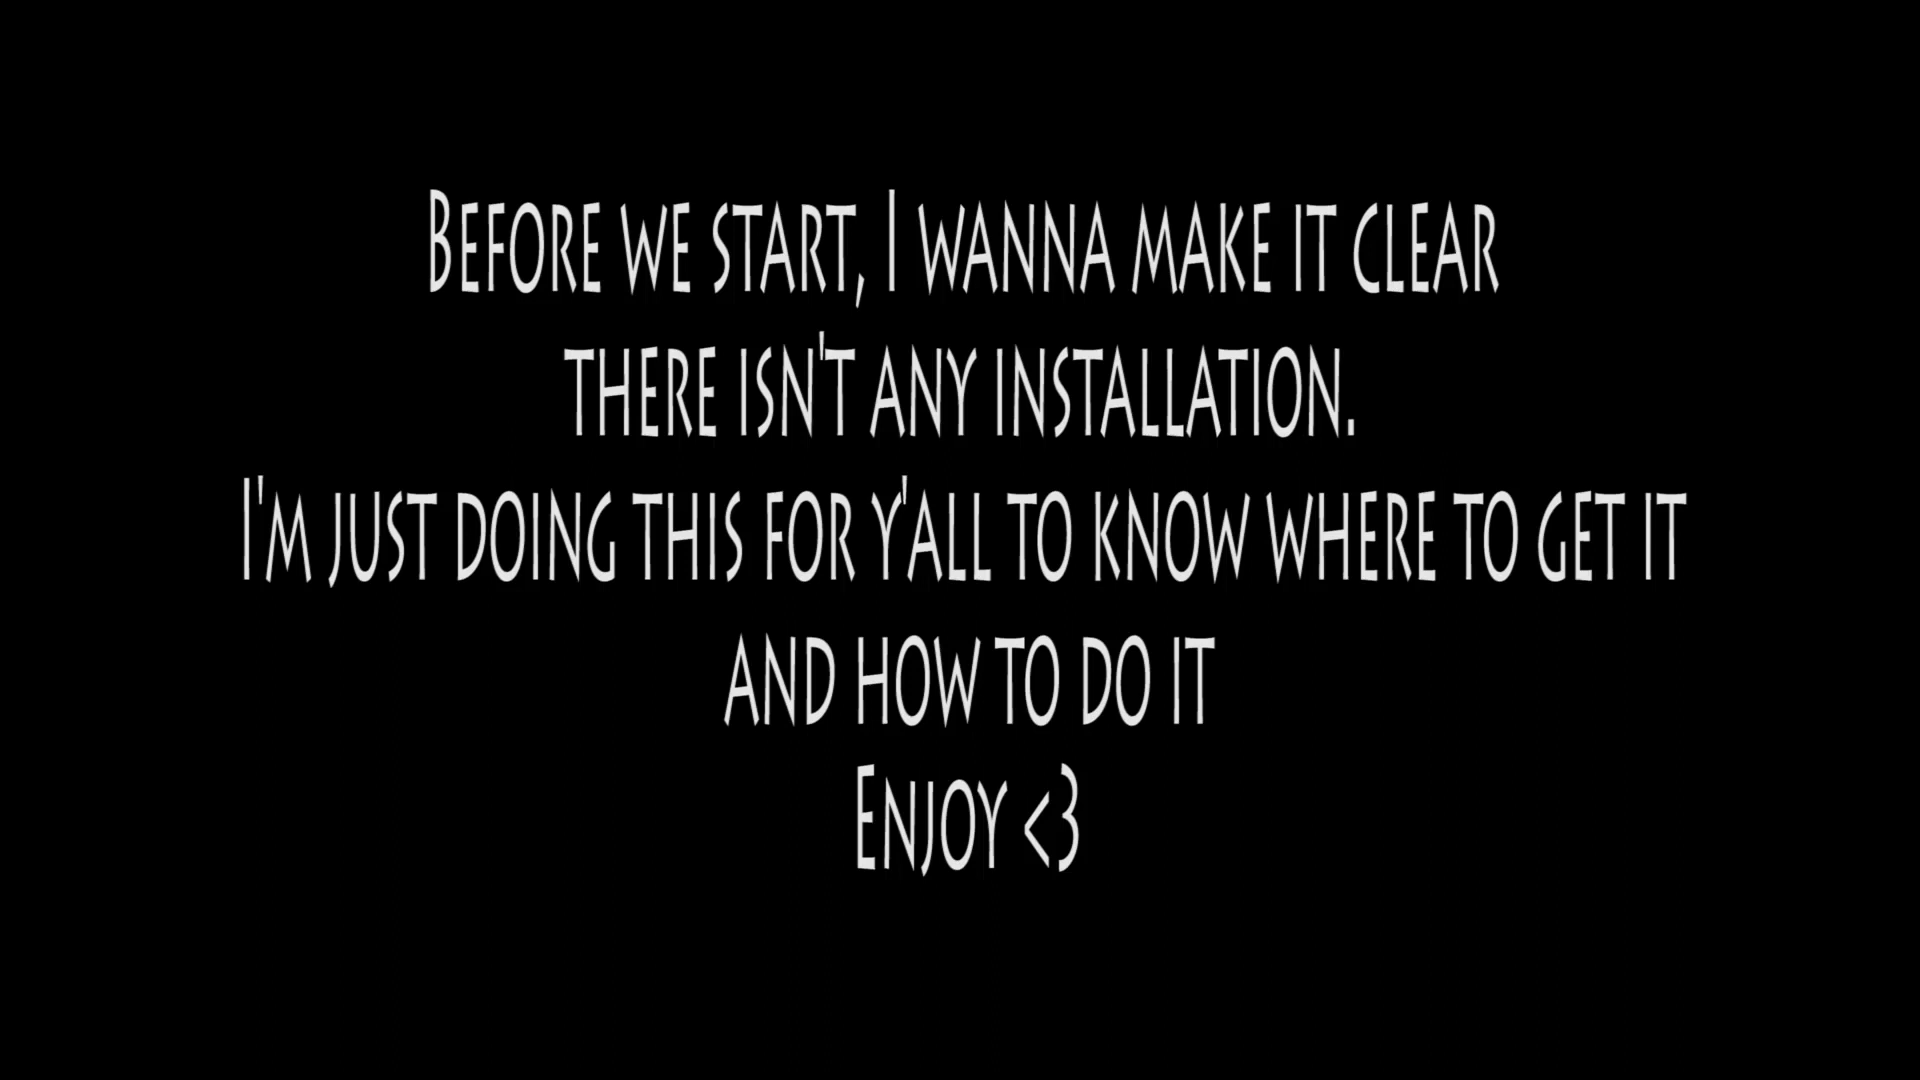 Before we start, I wanna make it clear
there isn't any installation.
I'm just doing this for y'all to know where to get it
and how to do it
Enjoy <3